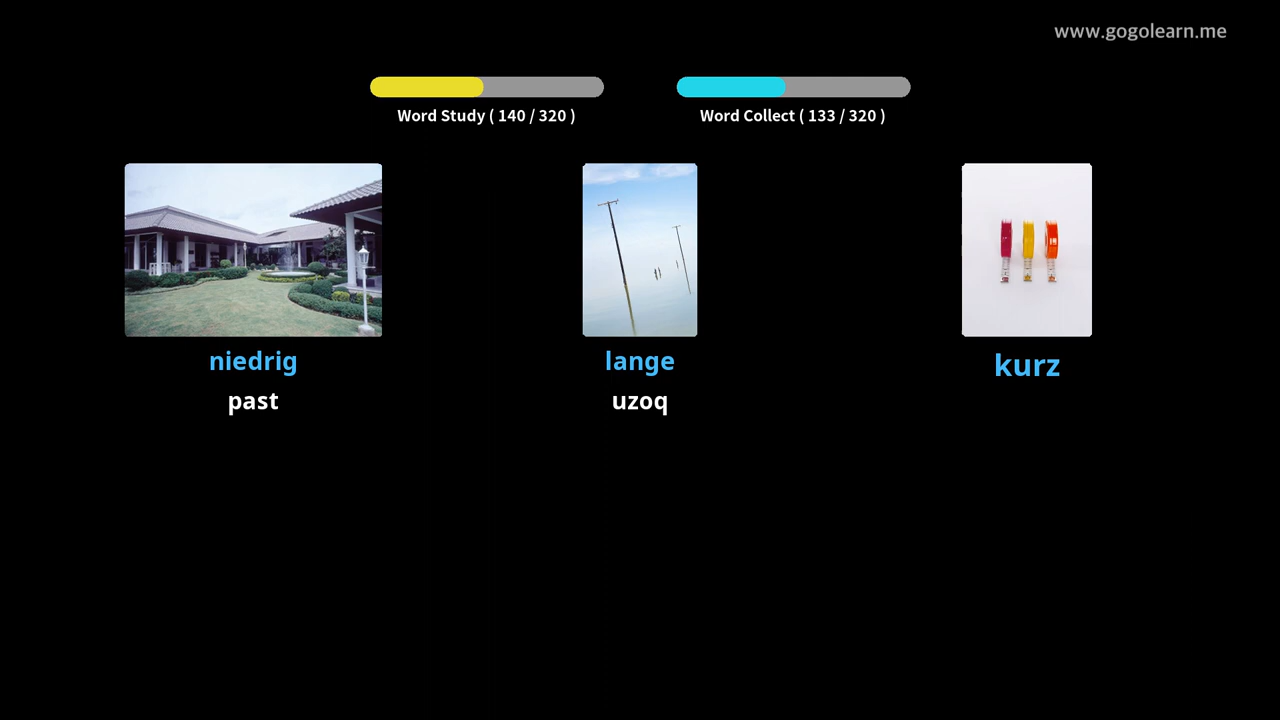 www.gogolearn.me
Word Study ( 140 / 320 )
Word Collect ( 133 / 320 )
niedrig
lange
kurz
past
uzoq